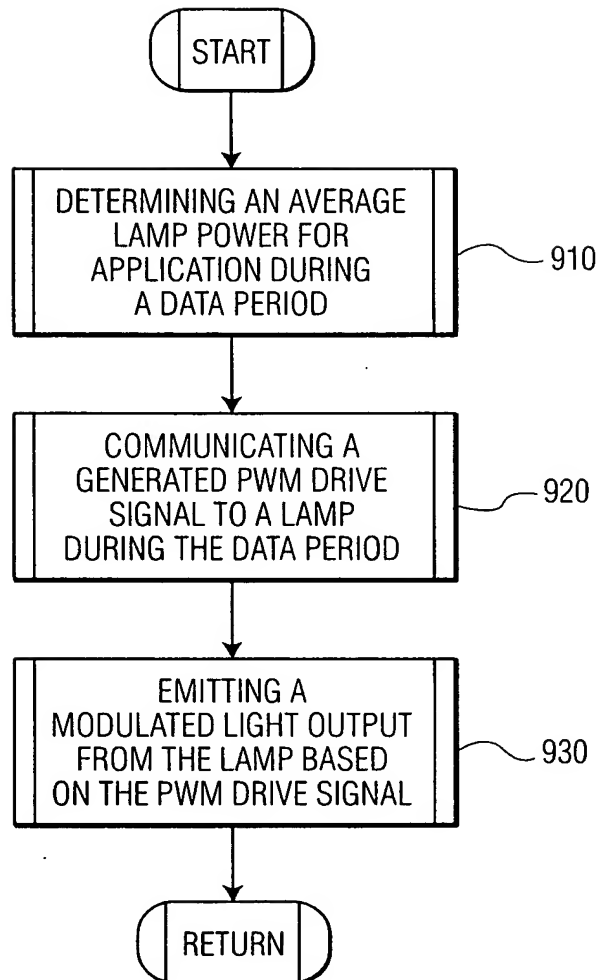 START
DETERMINING AN AVERAGE
LAMP POWER FOR
APPLICATION DURING
A DATA PERIOD
910
COMMUNICATING A
GENERATED PWM DRIVE
SIGNAL TO A LAMP
DURING THE DATA PERIOD
920
EMITTING A
MODULATED LIGHT OUTPUT
FROM THE LAMP BASED
ON THE PWM DRIVE SIGNAL
930
RETURN